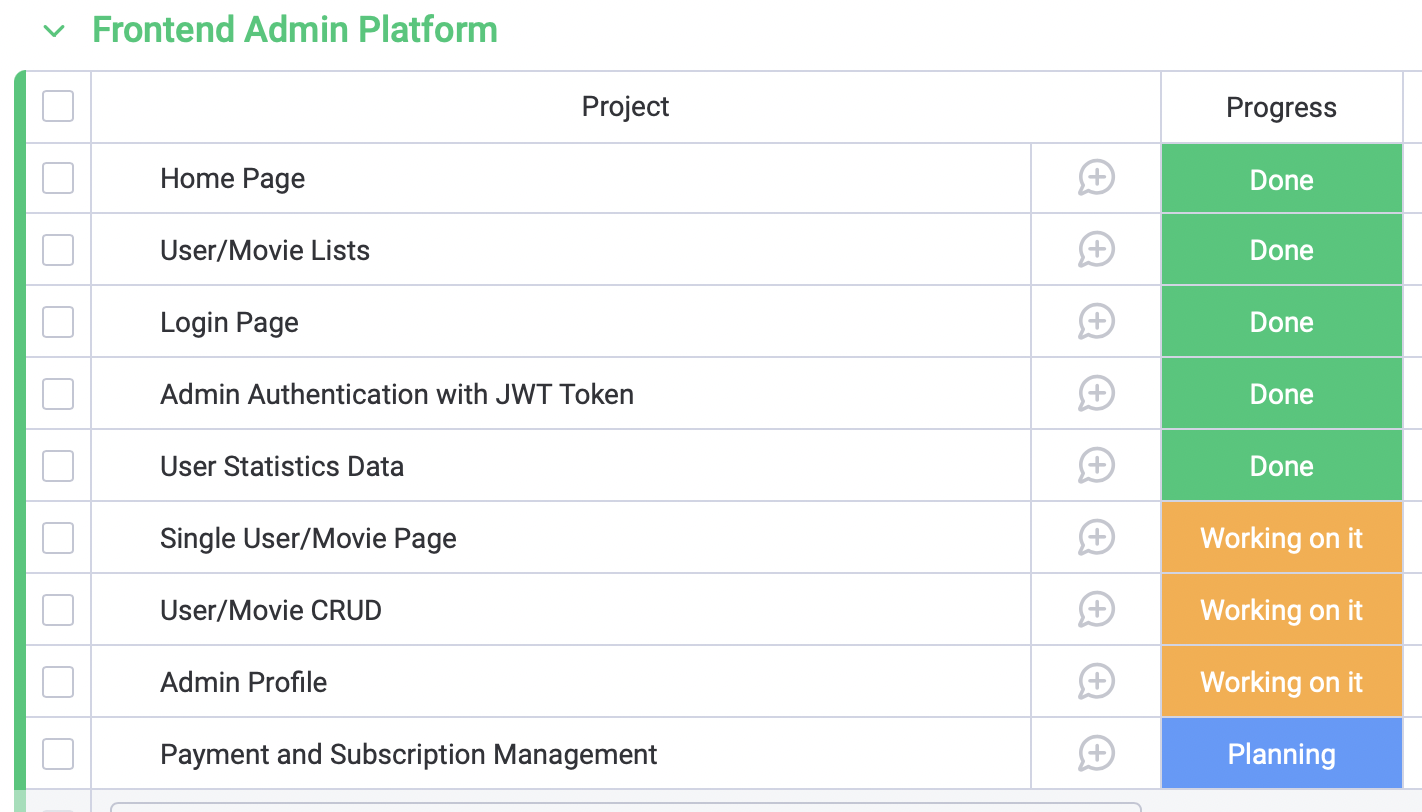 Frontend Admin Platform
Project Progress
Home Page Done
User/Movie Lists Done
Login Page Done
Admin Authentication with JWT Token Done
User Statistics Data Done
Single User/Movie Page Working on it
User/Movie CRUD Working on it
Admin Profile Working on it
Payment and Subscription Management Planning